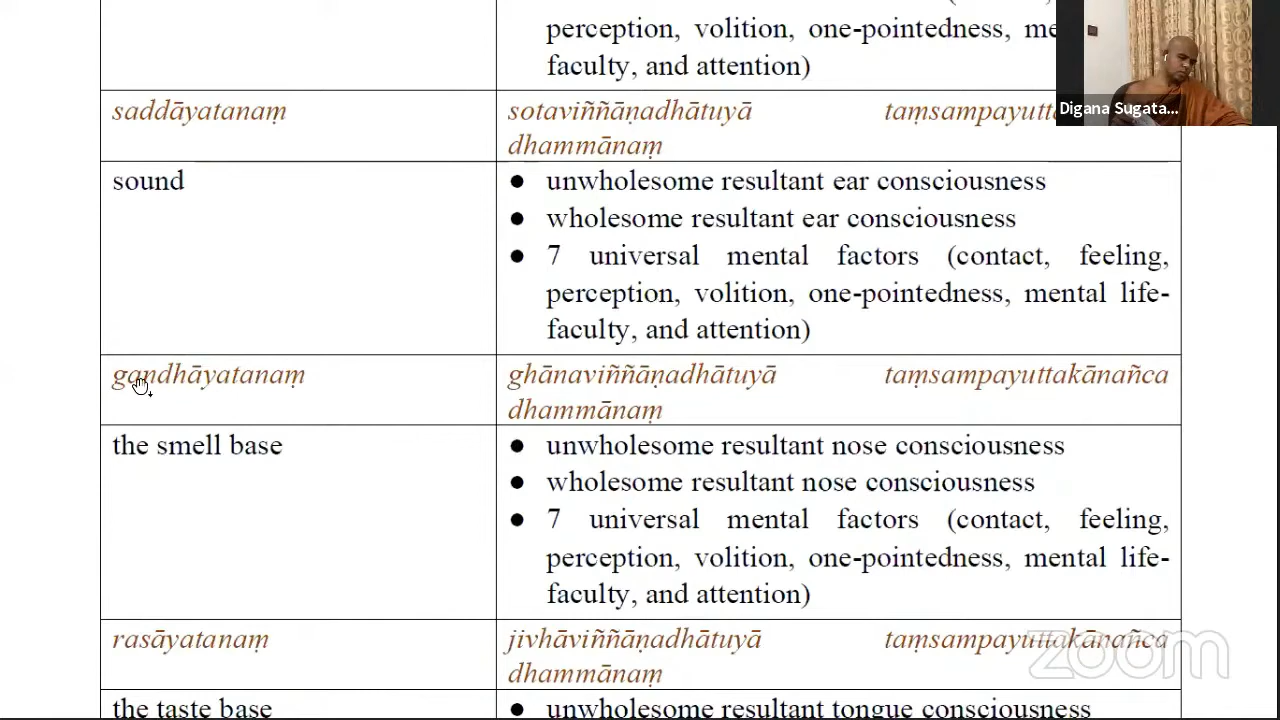 perception, volition, one-pointedness,
faculty, and attention)
Digana Sugata...
saddāyatanaṃ
sotaviññāṇadhātuyā
dhammānaṃ
sound
● unwholesome resultant ear consciousness
● wholesome resultant ear consciousness
● 7 universal mental factors (contact, feeling,
perception, volition, one-pointedness, mental life-
faculty, and attention)
gandhāyatanaṃ
ghānaviññāṇadhātuyā taṃsampayuttakānañca
dhammānaṃ
the smell base
● unwholesome resultant nose consciousness
● wholesome resultant nose consciousness
● 7 universal mental factors (contact, feeling,
perception, volition, one-pointedness, mental life-
faculty, and attention)
rasāyatanaṃ
jivhāviññāṇadhātuyā taṃsampayuttakānañca
dhammānaṃ
the taste base
● unwholesome resultant tongue consciousness
zoom